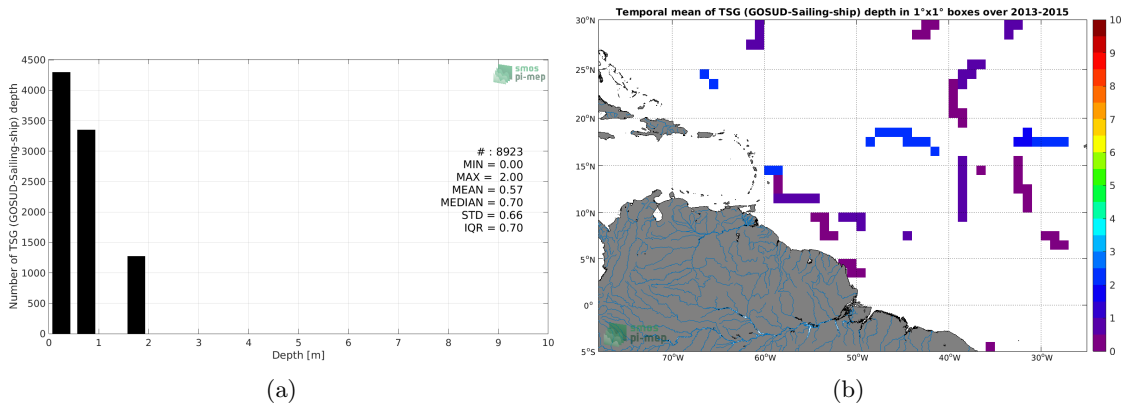 Temporal mean of TSG (GOSUD-Sailing-ship) depth in 1°x1° boxes over 2013-2015
Number of TSG (GOSUD-Sailing-ship) depth
4500
4000
3500
3000
2500
2000
1500
1000
500
0
smos
pi-mep
# : 8923
MIN = 0.00
MAX = 2.00
MEAN = 0.57
MEDIAN = 0.70
STD = 0.66
IQR = 0.70
0 1 2 3 4 5 6 7 8 9 10
Depth [m]
(a)
30°N
25°N
20°N
15°N
10°N
5°N
0°
5°S
smos
pi-mep
70°W 60°W 50°W 40°W 30°W
10
9
8
7
6
5
4
3
2
1
0
(b)